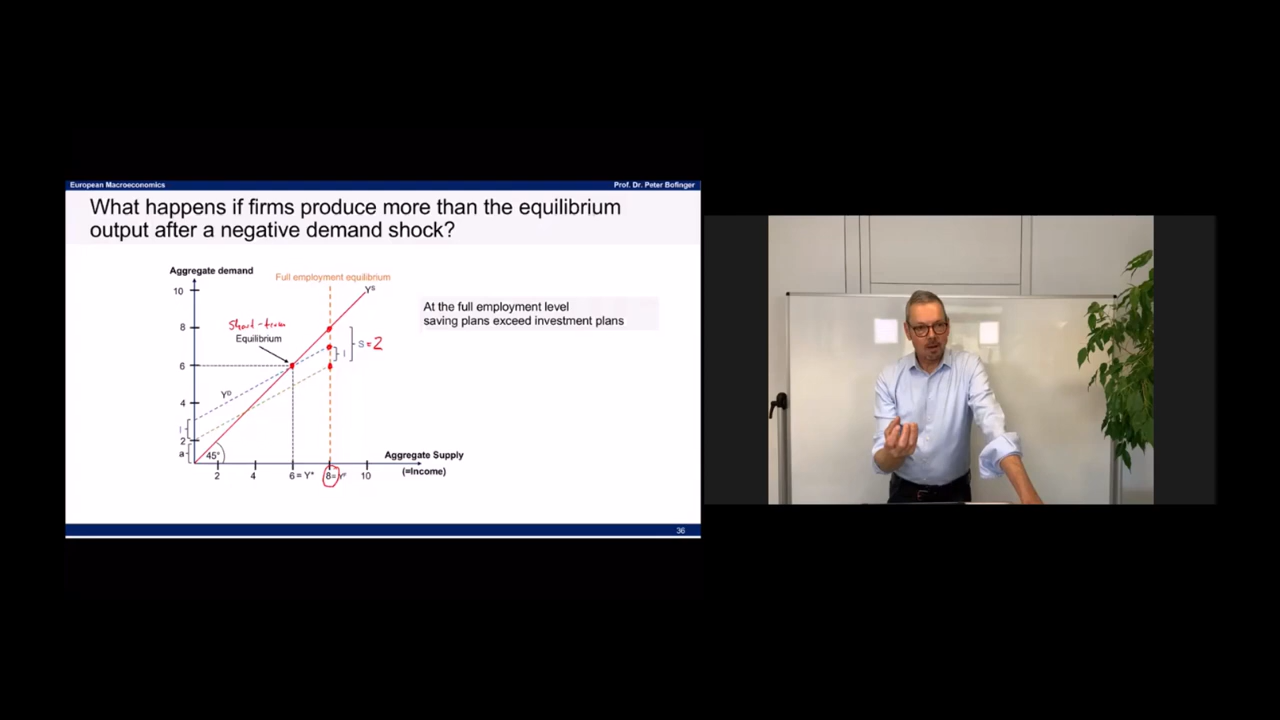 European Macroeconomics
Prof. Dr. Peter Bofinger
What happens if firms produce more than the equilibrium
output after a negative demand shock?
Aggregate demand
Full employment equilibrium
10
Yˢ
At the full employment level
saving plans exceed investment plans
8
Short-term
Equilibrium
S = 2
I
6
Yᴰ
4
I
2
a
45°
Aggregate Supply
(=Income)
2
4
6 = Y*
8 =
10
36